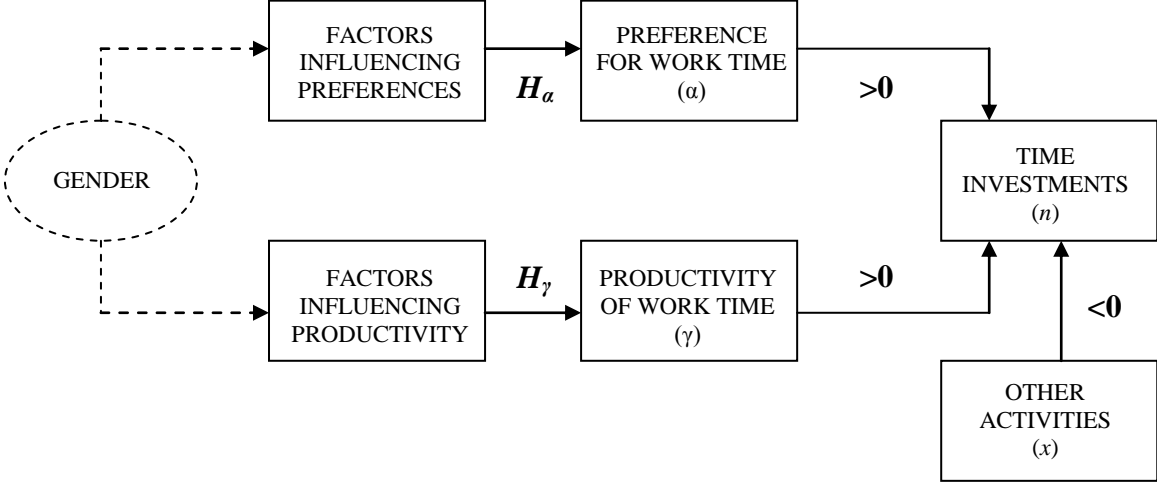 FACTORS
INFLUENCING
PREFERENCES
H_α
PREFERENCE
FOR WORK TIME
(α)
>0
GENDER
TIME
INVESTMENTS
(n)
FACTORS
INFLUENCING
PRODUCTIVITY
H_γ
PRODUCTIVITY
OF WORK TIME
(γ)
>0
<0
OTHER
ACTIVITIES
(x)